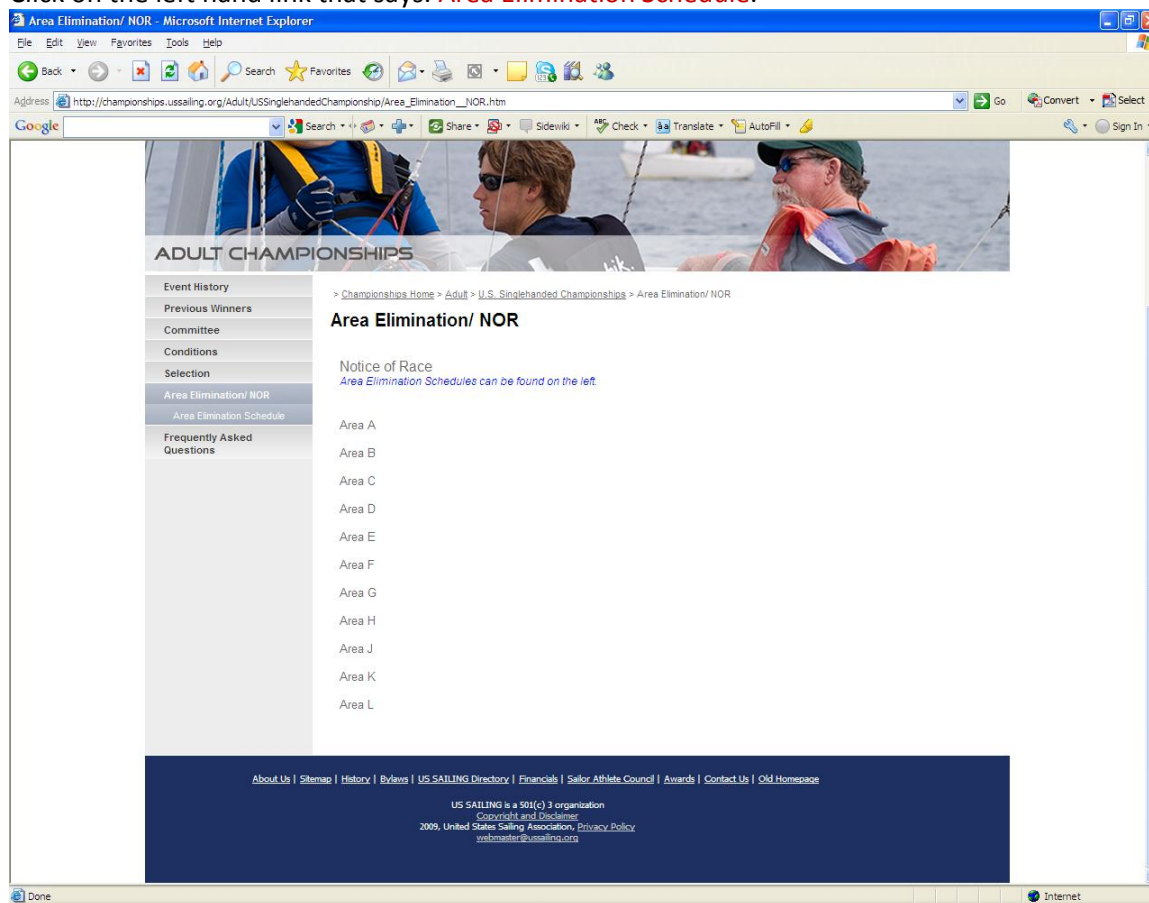 Click on the left hand link that says: Area Elimination Schedule.
Area Elimination/ NOR - Microsoft Internet Explorer
File Edit View Favorites Tools Help
Back Search Favorites
Address http://championships.ussailing.org/Adult/USSinglehandedChampionship/Area_Elimination__NOR.htm Go Convert Select
Google Search Share Sidewiki Check Translate AutoFill Sign In
ADULT CHAMPIONSHIPS
Event History
Previous Winners
Committee
Conditions
Selection
Area Elimination/ NOR
Area Elimination Schedule
Frequently Asked
Questions
> Championships Home > Adult > U.S. Singlehanded Championships > Area Elimination/ NOR
Area Elimination/ NOR
Notice of Race
Area Elimination Schedules can be found on the left.
Area A
Area B
Area C
Area D
Area E
Area F
Area G
Area H
Area J
Area K
Area L
About Us | Sitemap | History | Bylaws | US SAILING Directory | Financials | Sailor Athlete Council | Awards | Contact Us | Old Homepage
US SAILING is a 501(c) 3 organization
Copyright and Disclaimer
2009, United States Sailing Association, Privacy Policy
webmaster@ussailing.org
Done Internet